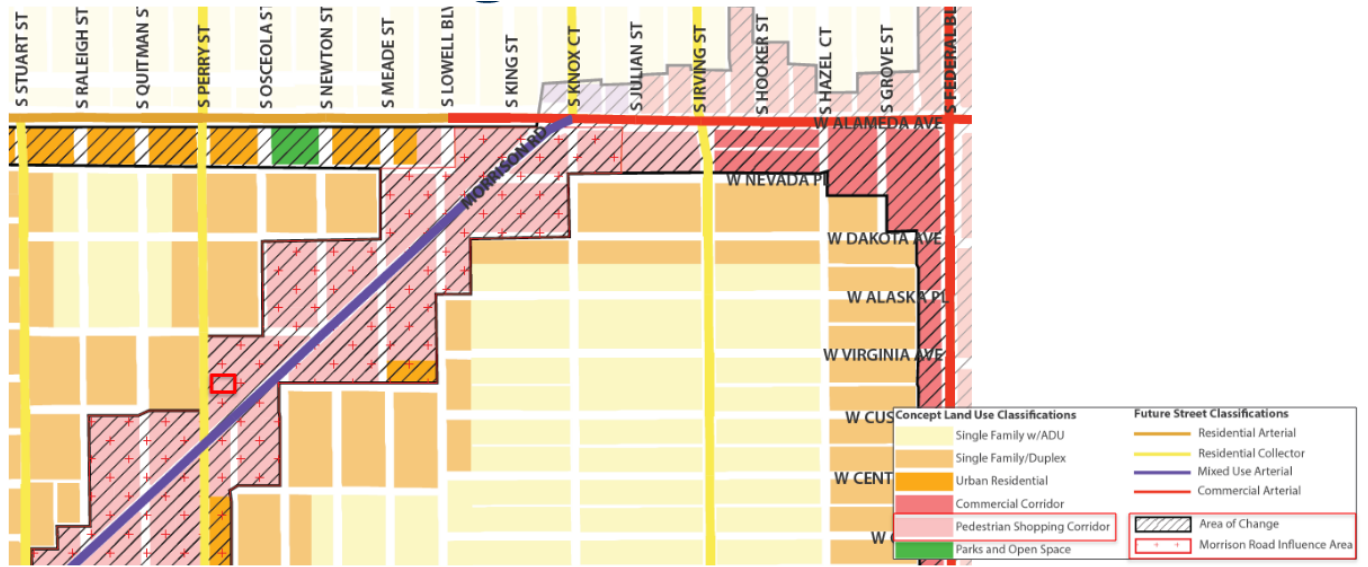 S STUART ST
S RALEIGH ST
S QUITMAN S
S PERRY ST
S OSCEOLA S
S NEWTON ST
S MEADE ST
S LOWELL BLV
S KING ST
S KNOX CT
S JULIAN ST
S IRVING ST
S HOOKER ST
S HAZEL CT
S GROVE ST
S FEDERAL BL
W ALAMEDA AVE
MORRISON RD
W NEVADA PL
W DAKOTA AVE
W ALASKA PL
W VIRGINIA AVE
W CUS
W CENT
W
Concept Land Use Classifications
Single Family w/ADU
Single Family/Duplex
Urban Residential
Commercial Corridor
Pedestrian Shopping Corridor
Parks and Open Space
Future Street Classifications
Residential Arterial
Residential Collector
Mixed Use Arterial
Commercial Arterial
Area of Change
Morrison Road Influence Area